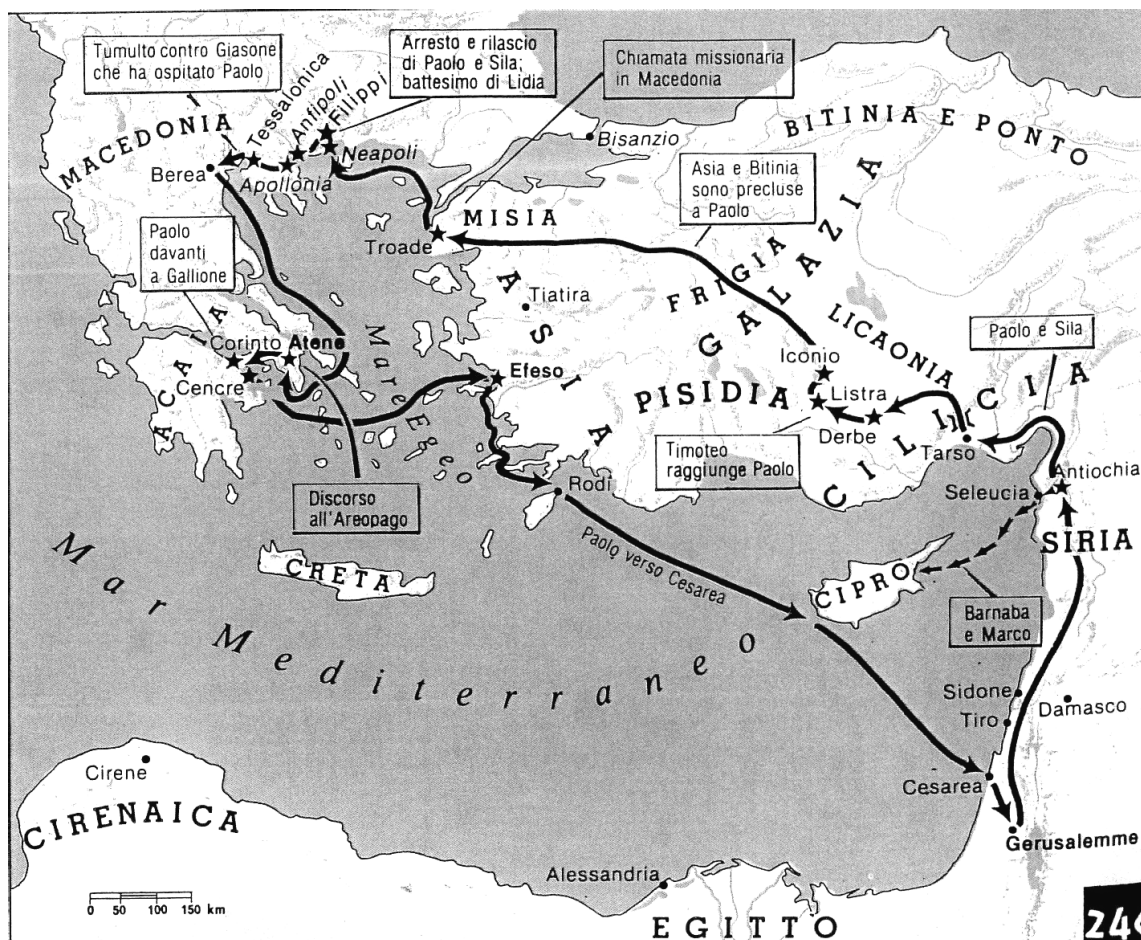 Tumulto contro Giasone
che ha ospitato Paolo
Arresto e rilascio
di Paolo e Sila;
battesimo di Lidia
Chiamata missionaria
in Macedonia
MACEDONIA
Tessalonica
Anfipoli
Filippi
Neapoli
Apollonia
Berea
Bisanzio
BITINIA E PONTO
Asia e Bitinia
sono precluse
a Paolo
Paolo
davanti
a Gallione
Troade
MISIA
ASIA
Tiatira
FRIGIA
GALAZIA
LICAONIA
Paolo e Sila
ACAIA
Corinto
Atene
Cencre
Mare Egeo
Efeso
Iconio
Listra
PISIDIA
Derbe
CILICIA
Tarso
Timoteo
raggiunge Paolo
Antiochia
Seleucia
SIRIA
Discorso
all'Areopago
Rodi
Paolo verso Cesarea
CRETA
CIPRO
Barnaba
e Marco
Mar Mediterraneo
Sidone
Damasco
Tiro
Cesarea
Gerusalemme
Cirene
CIRENAICA
Alessandria
EGITTO
0 50 100 150 km
24